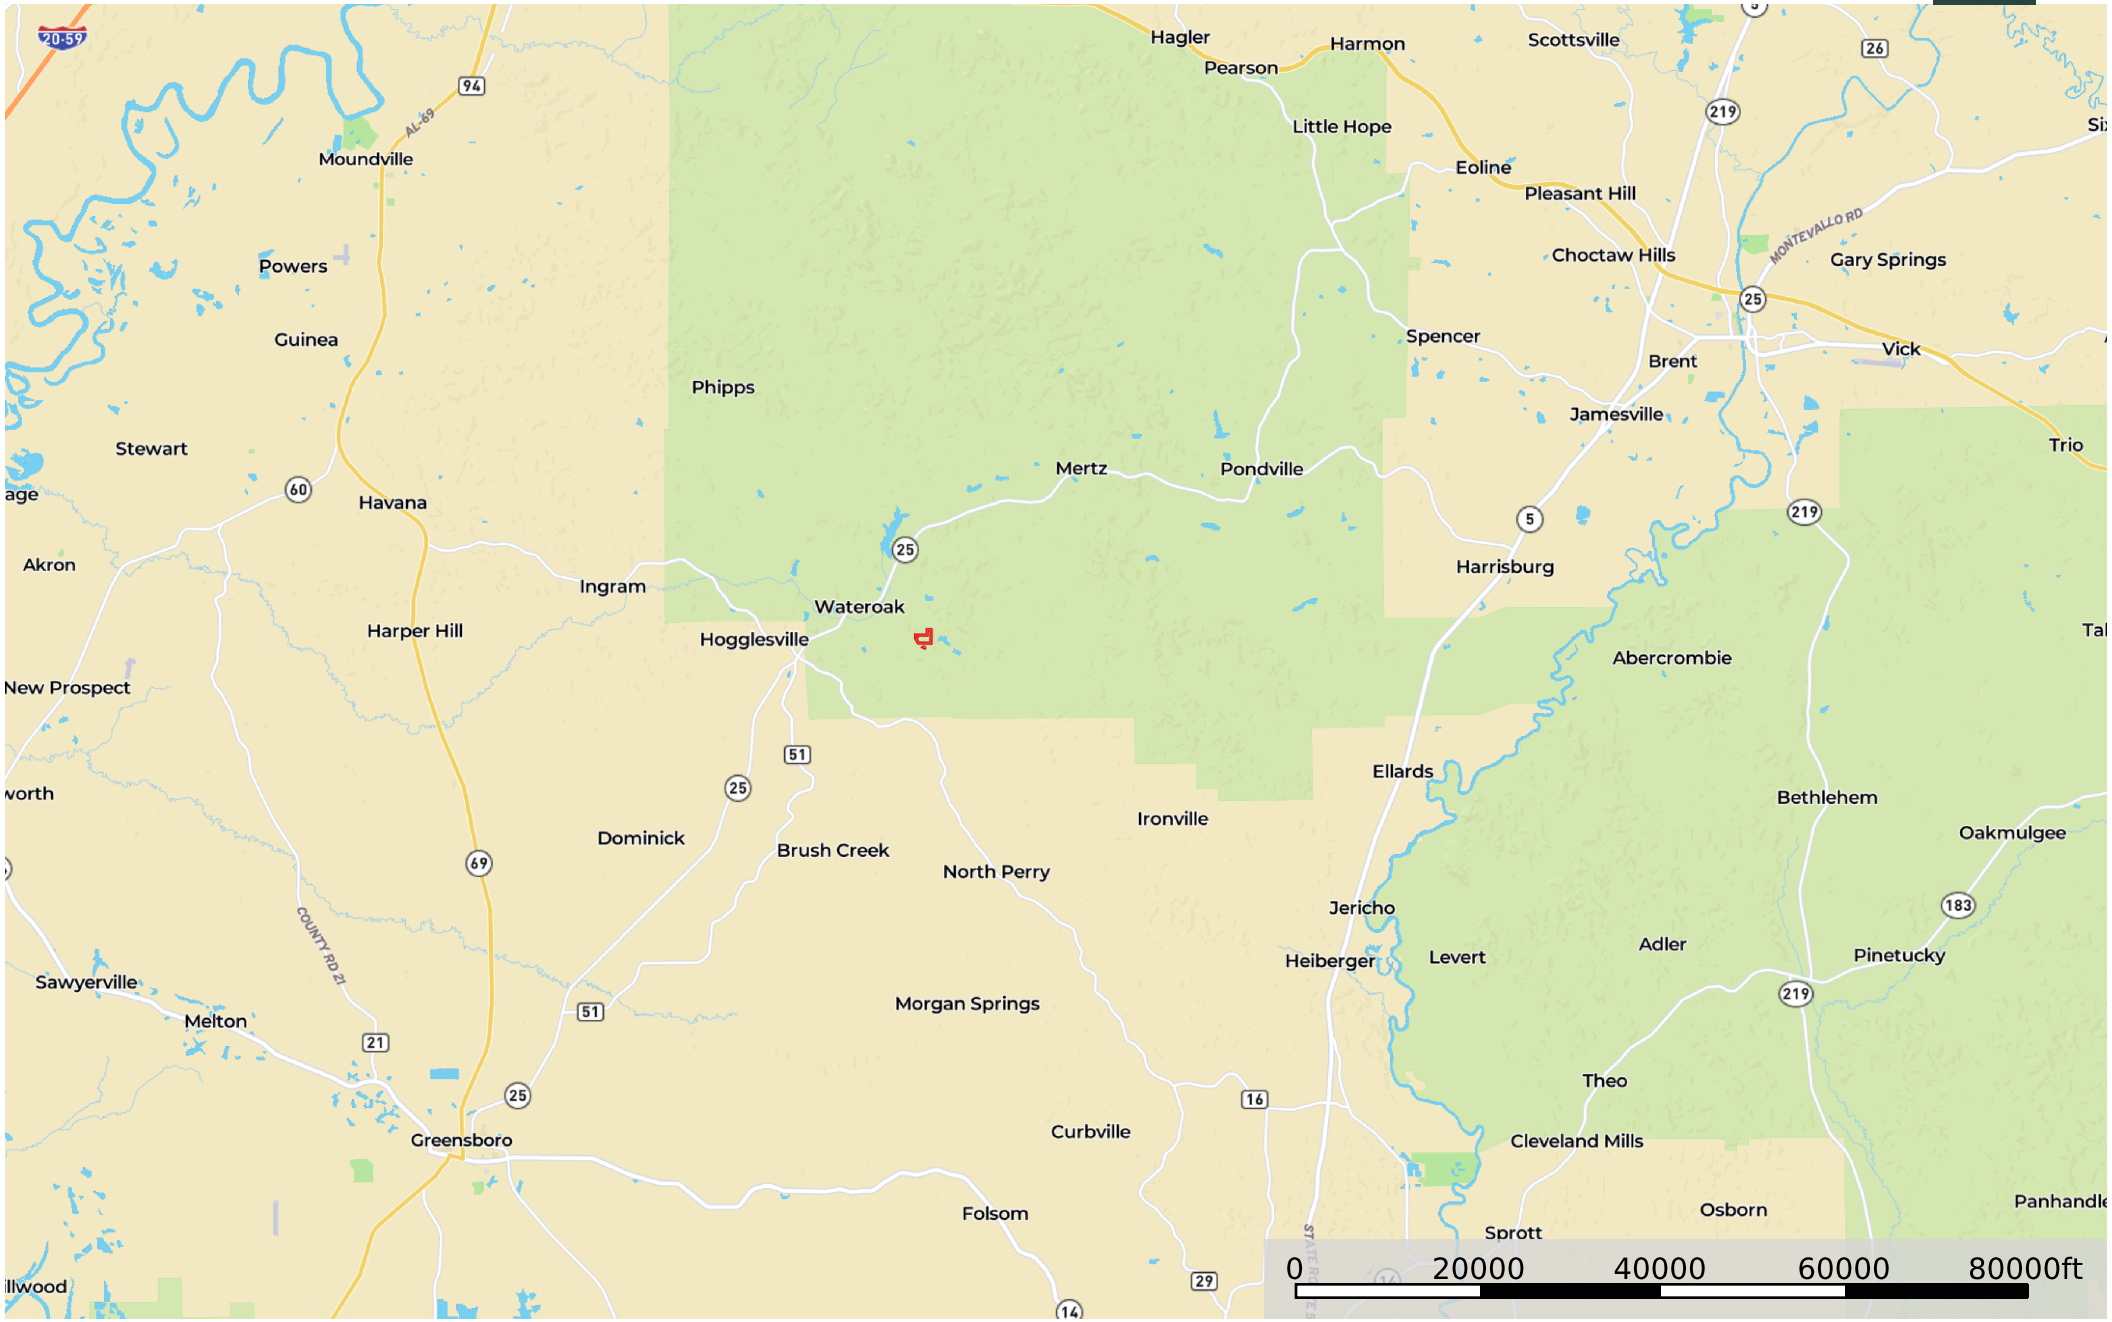 5
20-59
Hagler
Harmon
Scottsville
26
Pearson
94
AL-69
219
Little Hope
Moundville
Eoline
Pleasant Hill
MONTEVALLO RD
Choctaw Hills
Gary Springs
Powers
25
Guinea
Spencer
Vick
Brent
Phipps
Jamesville
Stewart
Trio
Mertz
Pondville
60
age
Havana
5
219
25
Akron
Harrisburg
Ingram
Wateroak
Harper Hill
Hogglesville
Abercrombie
New Prospect
51
Ellards
25
worth
Bethlehem
Ironville
Oakmulgee
Dominick
Brush Creek
69
North Perry
183
Jericho
COUNTY RD 21
Adler
Pinetucky
Levert
Heiberger
Sawyerville
219
Morgan Springs
51
Melton
21
Theo
25
16
Curbville
Greensboro
Cleveland Mills
Folsom
Osborn
Panhandle
Sprott
0 20000 40000 60000 80000ft
29
14
14
illwood